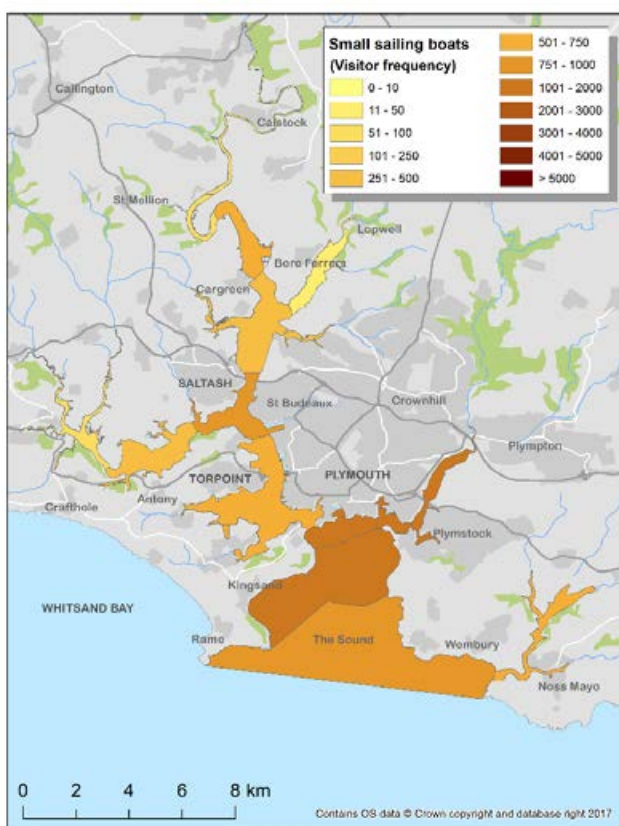 Small sailing boats
(Visitor frequency)
0 - 10
11 - 50
51 - 100
101 - 250
251 - 500
501 - 750
751 - 1000
1001 - 2000
2001 - 3000
3001 - 4000
4001 - 5000
> 5000
Callington
Calstock
St Mellion
Lopwell
Bere Ferrers
Cargreen
SALTASH
St Budeaux
Crownhill
Plympton
TORPOINT
PLYMOUTH
Antony
Crafthole
Plymstock
Kingsand
WHITSAND BAY
Rame
The Sound
Wembury
Noss Mayo
0 2 4 6 8 km
Contains OS data © Crown copyright and database right 2017